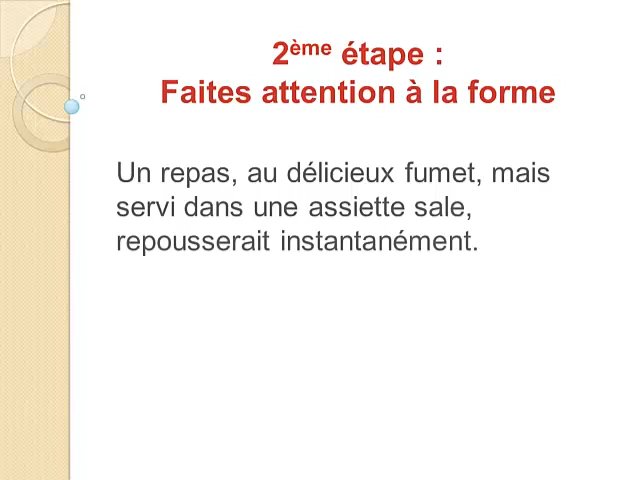 2ème étape :
Faites attention à la forme
Un repas, au délicieux fumet, mais
servi dans une assiette sale,
repousserait instantanément.